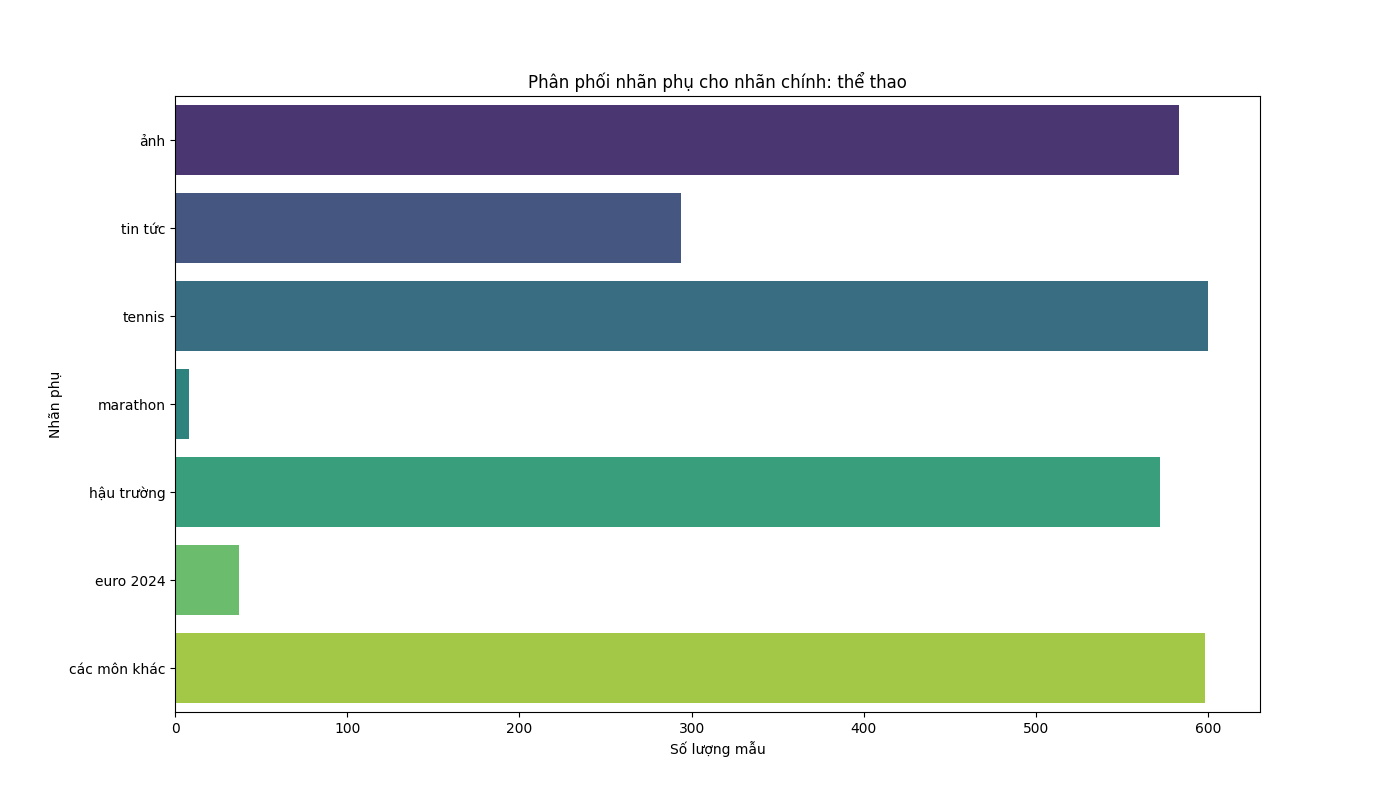 Phân phối nhãn phụ cho nhãn chính: thể thao
Nhãn phụ
ảnh
tin tức
tennis
marathon
hậu trường
euro 2024
các môn khác
0 100 200 300 400 500 600
Số lượng mẫu